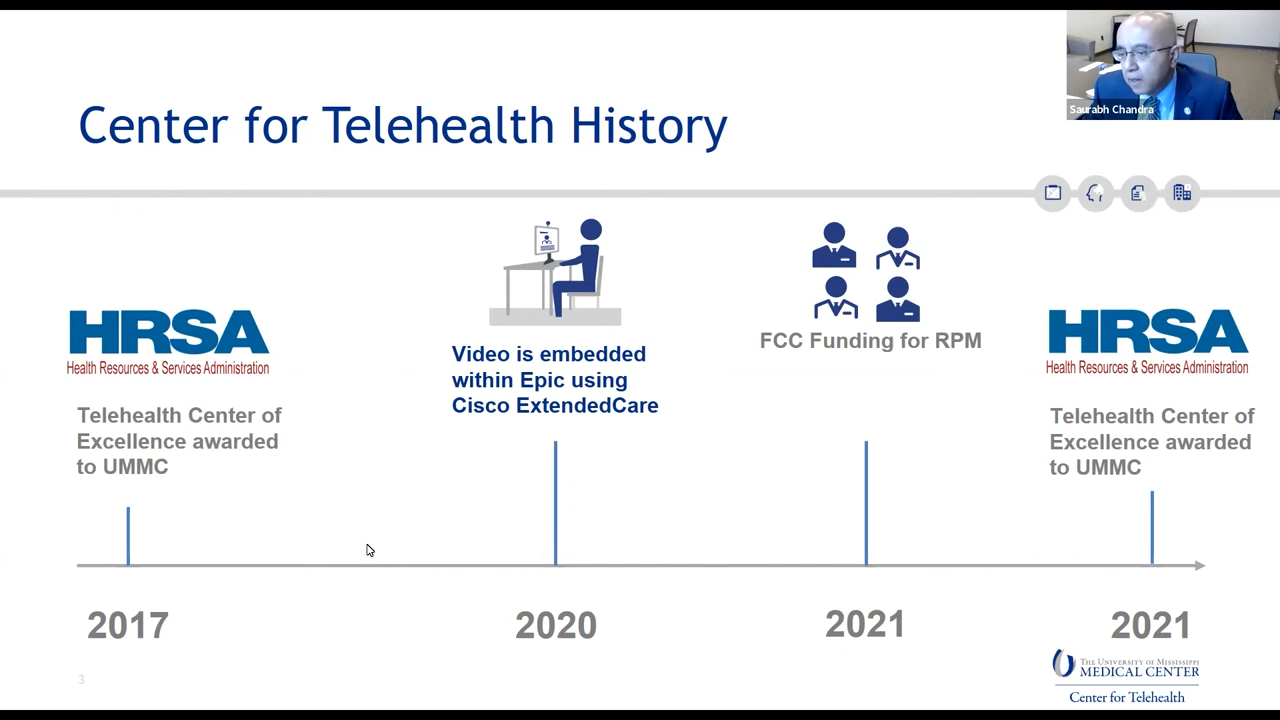 Saurabh Chandra
Center for Telehealth History
HRSA
Health Resources & Services Administration
Telehealth Center of
Excellence awarded
to UMMC
Video is embedded
within Epic using
Cisco ExtendedCare
FCC Funding for RPM
HRSA
Health Resources & Services Administration
Telehealth Center of
Excellence awarded
to UMMC
2017
2020
2021
2021
THE UNIVERSITY OF MISSISSIPPI
MEDICAL CENTER
Center for Telehealth
3